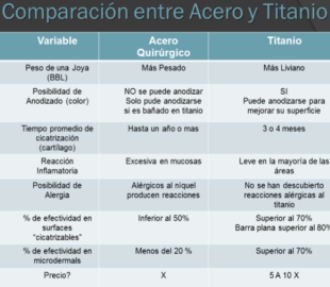 Comparación entre Acero y Titanio
Variable
Acero
Quirúrgico
Titanio
Peso de una Joya
(BBL)
Más Pesado
Más Liviano
Posibilidad de
Anodizado (color)
NO se puede anodizar
Solo pude anodizarse
si es bañado en titanio
SI
Puede anodizarse para
mejorar su superficie
Tiempo promedio de
cicatrización
(cartílago)
Hasta un año o mas
3 o 4 meses
Reacción
Inflamatoria
Excesiva en mucosas
Leve en la mayoría de las
áreas
Posibilidad de
Alergia
Alérgicos al níquel
producen reacciones
No se han descubierto
reacciones alérgicas al
titanio
% de efectividad en
surfaces
"cicatrizables"
Inferior al 50%
Superior al 70%
Barra plana superior al 80%
% de efectividad en
microdermals
Menos del 20 %
Superior al 70%
Precio?
X
5 A 10 X